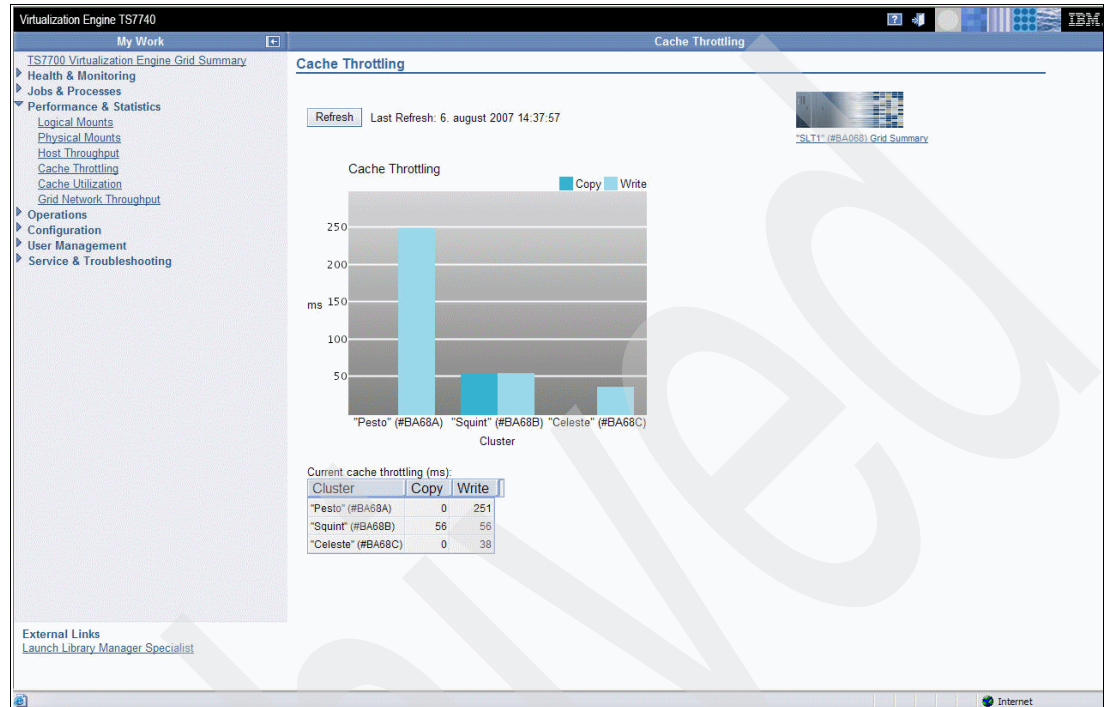 Virtualization Engine TS7740
? IBM.
My Work
Cache Throttling
TS7700 Virtualization Engine Grid Summary
Health & Monitoring
Jobs & Processes
Performance & Statistics
Logical Mounts
Physical Mounts
Host Throughput
Cache Throttling
Cache Utilization
Grid Network Throughput
Operations
Configuration
User Management
Service & Troubleshooting
External Links
Launch Library Manager Specialist
Cache Throttling
Refresh Last Refresh: 6. august 2007 14:37:57
"SLT1" (#BA068) Grid Summary
Cache Throttling
Copy Write
250
200
ms 150
100
50
"Pesto" (#BA68A) "Squint" (#BA68B) "Celeste" (#BA68C)
Cluster
Current cache throttling (ms):
Cluster Copy Write
"Pesto" (#BA68A) 0 251
"Squint" (#BA68B) 56 56
"Celeste" (#BA68C) 0 38
Internet